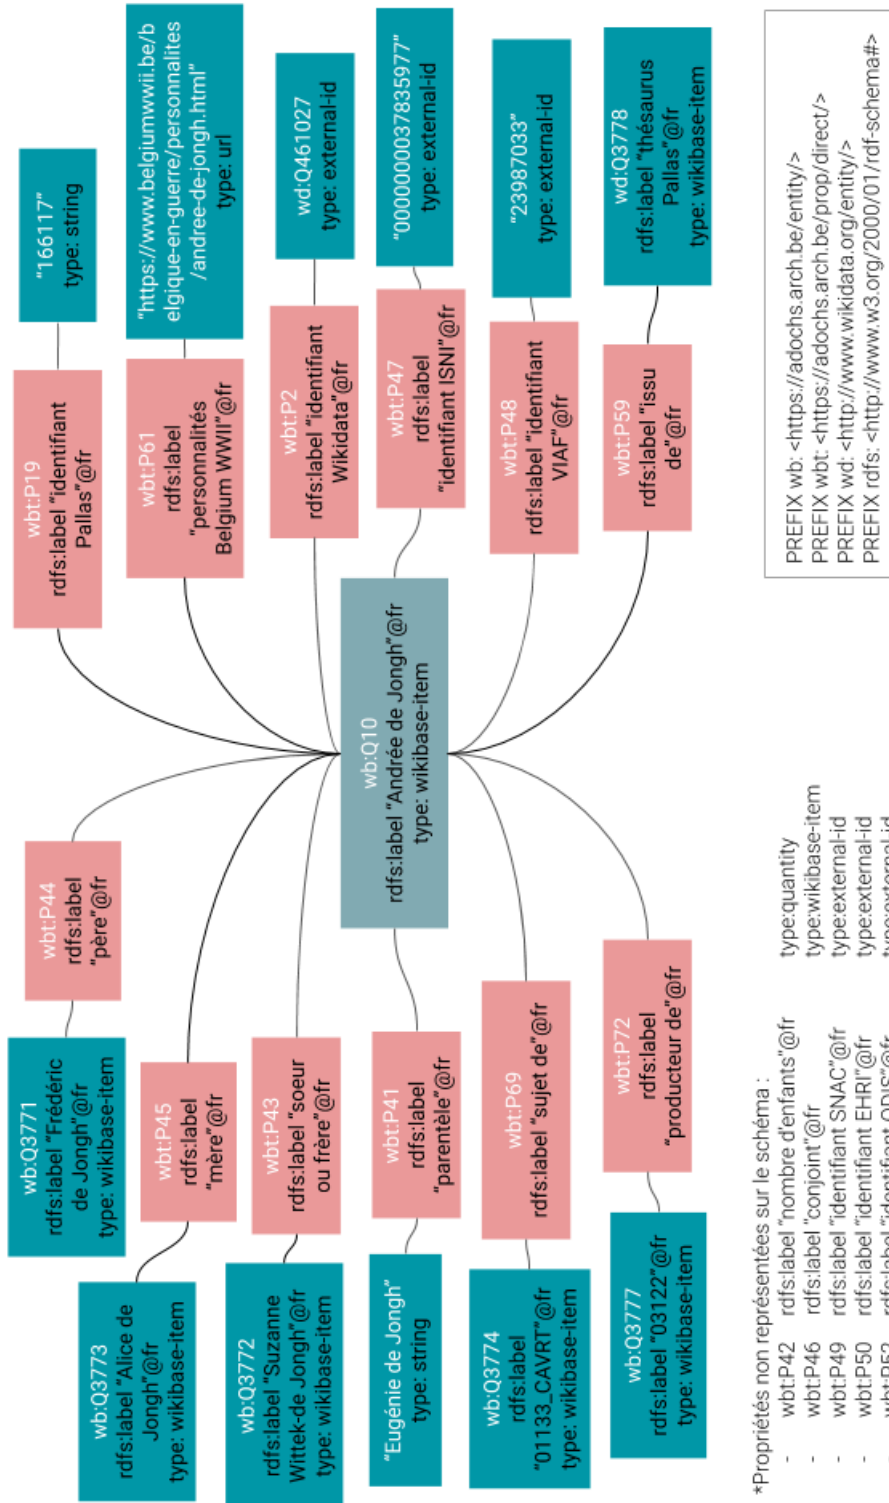 wb:Q3771
rdfs:label “Frédéric
de Jongh”@fr
type: wikibase-item
wbt:P44
rdfs:label
“père”@fr
wbt:P19
rdfs:label “identifiant
Pallas”@fr
“166117”
type: string
wb:Q3773
rdfs:label “Alice de
Jongh”@fr
type: wikibase-item
wbt:P45
rdfs:label
“mère”@fr
wbt:P61
rdfs:label
“personnalités
Belgium WWII”@fr
“https://www.belgiumwwii.be/b
elgique-en-guerre/personnalites
/andree-de-jongh.html”
type: url
wb:Q3772
rdfs:label “Suzanne
Wittek-de Jongh”@fr
type: wikibase-item
wbt:P43
rdfs:label “soeur
ou frère”@fr
wbt:P2
rdfs:label “identifiant
Wikidata”@fr
wd:Q461027
type: external-id
“Eugénie de Jongh”
type: string
wbt:P41
rdfs:label
“parentèle”@fr
wb:Q10
rdfs:label “Andrée de Jongh”@fr
type: wikibase-item
wbt:P47
rdfs:label
“identifiant ISNI”@fr
“0000000037835977”
type: external-id
wb:Q3774
rdfs:label
“01133_CAVRT”@fr
type: wikibase-item
wbt:P69
rdfs:label “sujet de”@fr
wbt:P48
rdfs:label “identifiant
VIAF”@fr
“23987033”
type: external-id
wb:Q3777
rdfs:label “03122”@fr
type: wikibase-item
wbt:P72
rdfs:label
“producteur de”@fr
wbt:P59
rdfs:label “issu
de”@fr
wd:Q3778
rdfs:label “thésaurus
Pallas”@fr
type: wikibase-item
*Propriétés non représentées sur le schéma :
- wbt:P42 rdfs:label “nombre d'enfants”@fr type:quantity
- wbt:P46 rdfs:label “conjoint”@fr type:wikibase-item
- wbt:P49 rdfs:label “identifiant SNAC”@fr type:external-id
- wbt:P50 rdfs:label “identifiant EHRI”@fr type:external-id
rdfs:label “identifiant ODIS”@fr type:external-id
PREFIX wb: <https://adochs.arch.be/entity/>
PREFIX wbt: <https://adochs.arch.be/prop/direct/>
PREFIX wd: <http://www.wikidata.org/entity/>
PREFIX rdfs: <http://www.w3.org/2000/01/rdf-schema#>